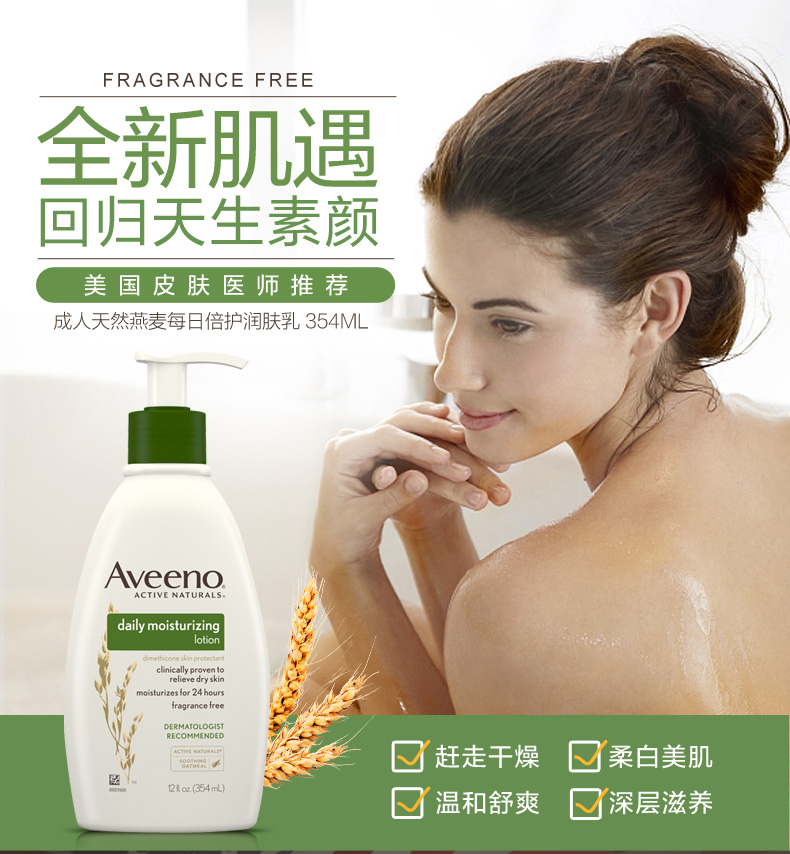 FRAGRANCE FREE
全新肌遇
回归天生素颜
美国皮肤医师推荐
成人天然燕麦每日倍护润肤乳 354ML
Aveeno®
ACTIVE NATURALS®
daily moisturizing
lotion
dimethicone skin protectant
clinically proven to
relieve dry skin
moisturizes for 24 hours
fragrance free
DERMATOLOGIST
RECOMMENDED
ACTIVE NATURALS®
SOOTHING
OATMEAL
12 fl oz. (354 mL)
赶走干燥
柔白美肌
温和舒爽
深层滋养